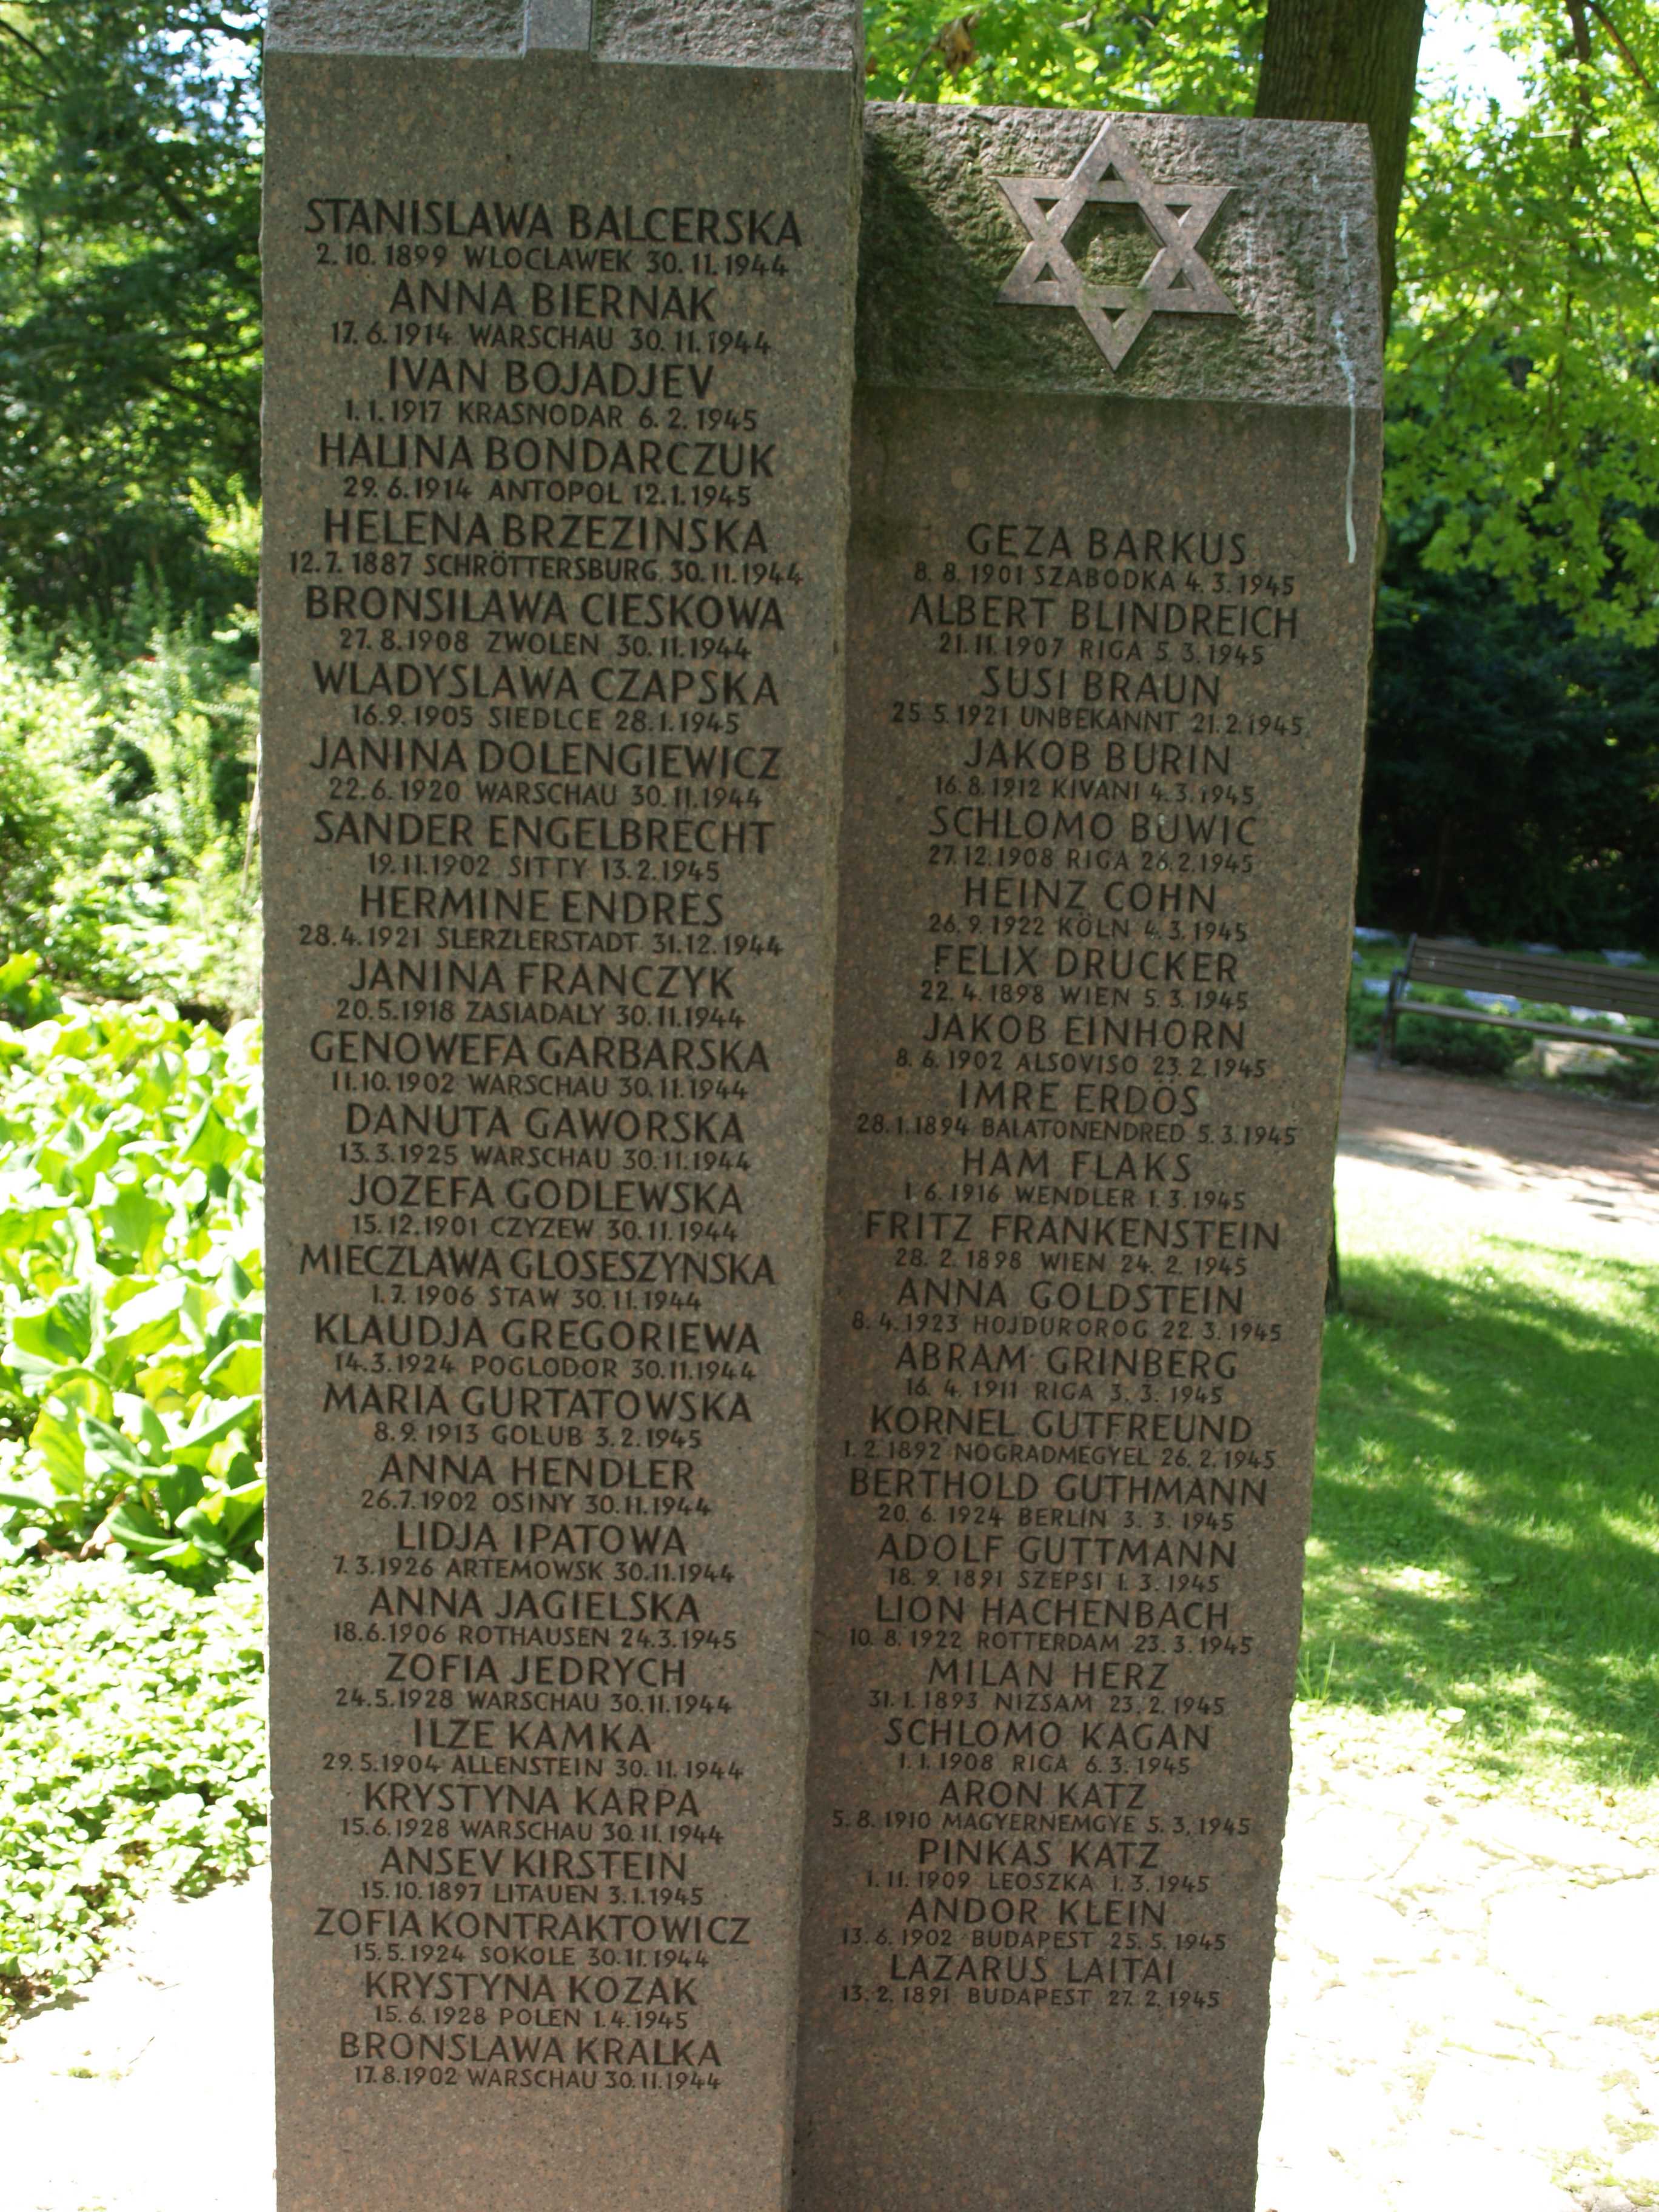 STANISLAWA BALCERSKA
2.10.1899 WLOCLAWEK 30.11.1944
ANNA BIERNAK
17.6.1914 WARSCHAU 30.11.1944
IVAN BOJADJEV
1.1.1917 KRASNODAR 6.2.1945
HALINA BONDARCZUK
29.6.1914 ANTOPOL 12.1.1945
HELENA BRZEZINSKA
12.7.1887 SCHRÖTTERSBURG 30.11.1944
BRONSILAWA CIESKOWA
27.8.1908 ZWOLEN 30.11.1944
WLADYSLAWA CZAPSKA
16.9.1905 SIEDLCE 28.1.1945
JANINA DOLENGIEWICZ
22.6.1920 WARSCHAU 30.11.1944
SANDER ENGELBRECHT
19.11.1902 SITTY 13.2.1945
HERMINE ENDRES
28.4.1921 SLERZLERSTADT 31.12.1944
JANINA FRANCZYK
20.5.1918 ZASIADALY 30.11.1944
GENOWEFA GARBARSKA
11.10.1902 WARSCHAU 30.11.1944
DANUTA GAWORSKA
13.3.1925 WARSCHAU 30.11.1944
JOZEFA GODLEWSKA
15.12.1901 CZYZEW 30.11.1944
MIECZLAWA GLOSESZYNSKA
1.7.1906 STAW 30.11.1944
KLAUDJA GREGORIEWA
14.3.1924 POGLODOR 30.11.1944
MARIA GURTATOWSKA
8.9.1913 GOLUB 3.2.1945
ANNA HENDLER
26.7.1902 OSINY 30.11.1944
LIDJA IPATOWA
7.3.1926 ARTEMOWSK 30.11.1944
ANNA JAGIELSKA
18.6.1906 ROTHAUSEN 24.3.1945
ZOFIA JEDRYCH
24.5.1928 WARSCHAU 30.11.1944
ILZE KAMKA
29.5.1904 ALLENSTEIN 30.11.1944
KRYSTYNA KARPA
15.6.1928 WARSCHAU 30.11.1944
ANSEV KIRSTEIN
15.10.1897 LITAUEN 3.1.1945
ZOFIA KONTRAKTOWICZ
15.5.1924 SOKOLE 30.11.1944
KRYSTYNA KOZAK
15.6.1928 POLEN 1.4.1945
BRONSLAWA KRALKA
17.8.1902 WARSCHAU 30.11.1944
GEZA BARKUS
8.8.1901 SZABODKA 4.3.1945
ALBERT BLINDREICH
21.11.1907 RIGA 5.3.1945
SUSI BRAUN
25.5.1921 UNBEKANNT 21.2.1945
JAKOB BURIN
16.8.1912 KIVANI 4.3.1945
SCHLOMO BUWIC
27.12.1908 RIGA 26.2.1945
HEINZ COHN
26.9.1922 KÖLN 4.3.1945
FELIX DRUCKER
22.4.1898 WIEN 5.3.1945
JAKOB EINHORN
8.6.1902 ALSOVISO 23.2.1945
IMRE ERDÖS
28.1.1894 BALATONENDRED 5.3.1945
HAM FLAKS
1.6.1916 WENDLER 1.3.1945
FRITZ FRANKENSTEIN
28.2.1898 WIEN 24.2.1945
ANNA GOLDSTEIN
8.4.1923 HOJDUROROG 22.3.1945
ABRAM GRINBERG
16.4.1911 RIGA 3.3.1945
KORNEL GUTFREUND
1.2.1892 NOGRADMEGYEL 26.2.1945
BERTHOLD GUTHMANN
20.6.1924 BERLIN 3.3.1945
ADOLF GUTTMANN
18.9.1891 SZEPSI 1.3.1945
LION HACHENBACH
10.8.1922 ROTTERDAM 23.3.1945
MILAN HERZ
31.1.1893 NIZSAM 23.2.1945
SCHLOMO KAGAN
1.1.1908 RIGA 6.3.1945
ARON KATZ
5.8.1910 MAGYERNEMGYE 5.3.1945
PINKAS KATZ
1.11.1909 LEOSZKA 1.3.1945
ANDOR KLEIN
13.6.1902 BUDAPEST 25.5.1945
LAZARUS LAITAI
13.2.1891 BUDAPEST 27.2.1945